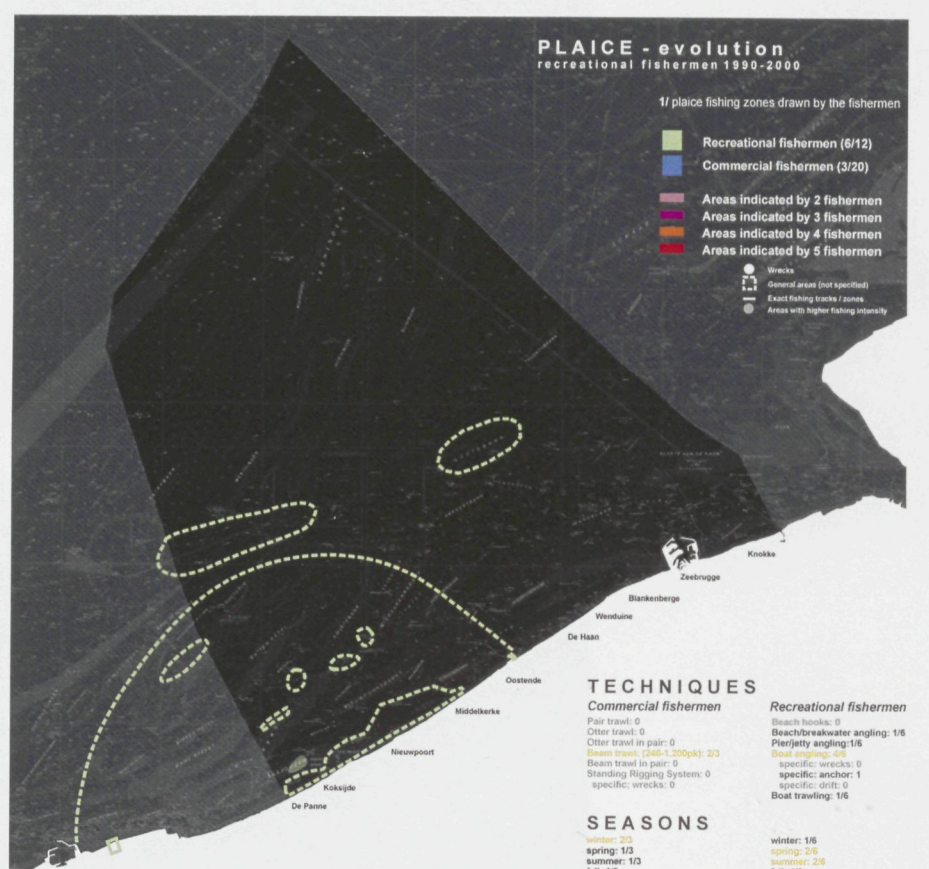 PLAICE - evolution
recreational fishermen 1990-2000
1/ plaice fishing zones drawn by the fishermen
Recreational fishermen (6/12)
Commercial fishermen (3/20)
Areas indicated by 2 fishermen
Areas indicated by 3 fishermen
Areas indicated by 4 fishermen
Areas indicated by 5 fishermen
Wrecks
General areas (not specified)
Exact fishing tracks / zones
Areas with higher fishing intensity
Knokke
Zeebrugge
Blankenberge
Wenduine
De Haan
Oostende
Middelkerke
Nieuwpoort
Koksijde
De Panne
TECHNIQUES
Commercial fishermen
Pair trawl: 0
Otter trawl: 0
Otter trawl in pair: 0
Beam trawl: (240-1.200pk): 2/3
Beam trawl in pair: 0
Standing Rigging System: 0
specific: wrecks: 0
Recreational fishermen
Beach hooks: 0
Beach/breakwater angling: 1/6
Pier/jetty angling:1/6
Boat angling: 4/6
specific: wrecks: 0
specific: anchor: 1
specific: drift: 0
Boat trawling: 1/6
SEASONS
winter: 2/3
spring: 1/3
summer: 1/3
winter: 1/6
spring: 2/6
summer: 2/6